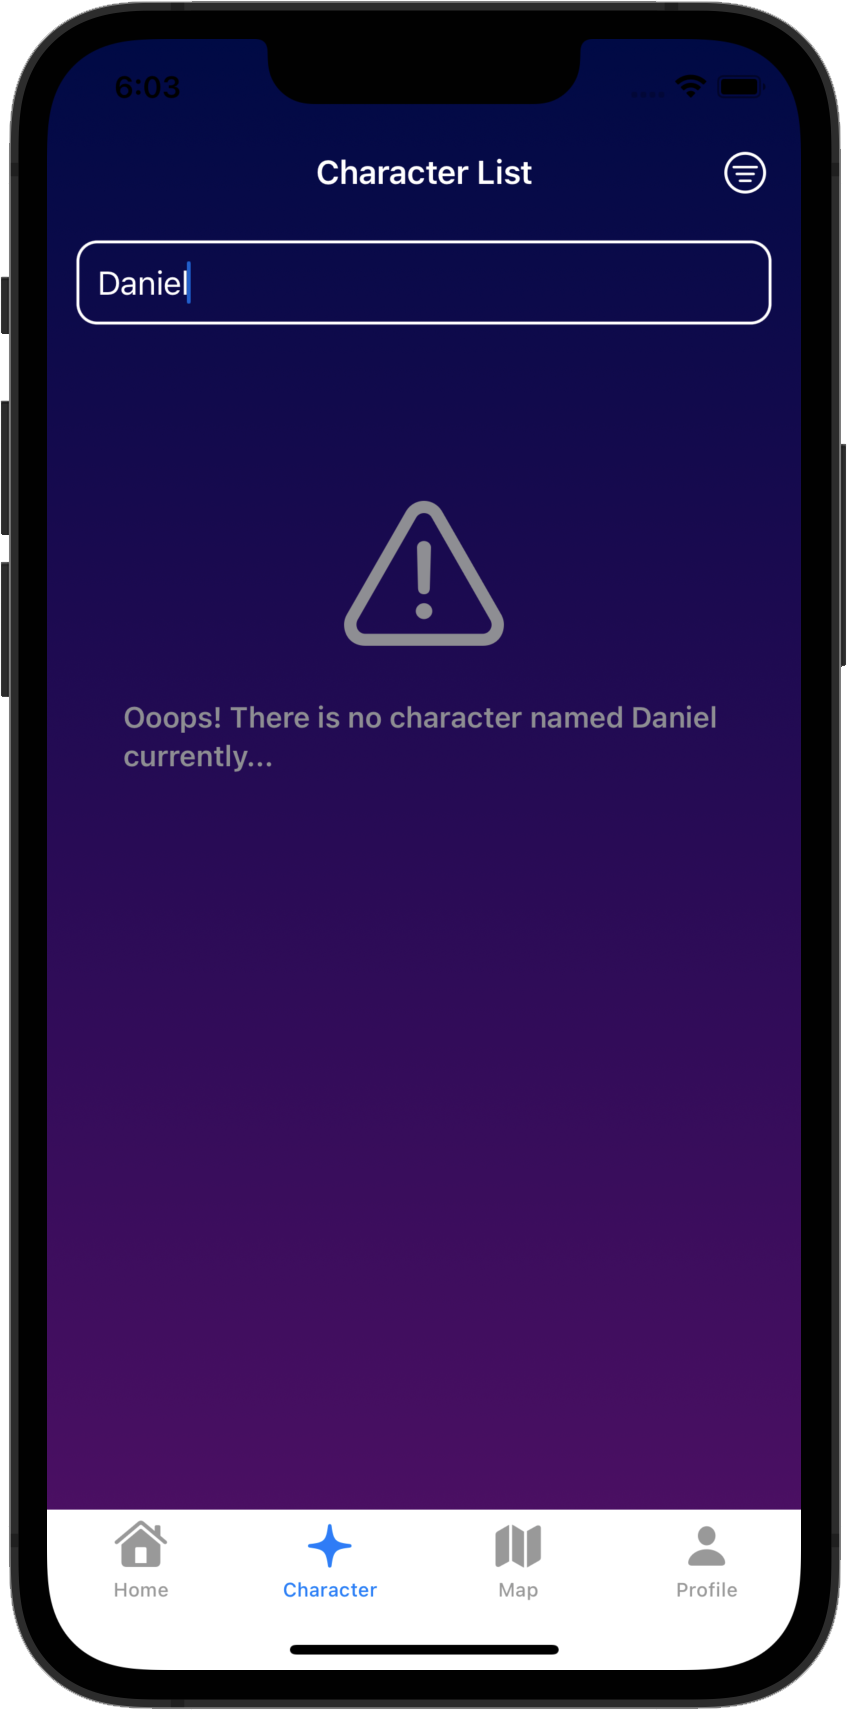 6:03
Character List
Daniel
Ooops! There is no character named Daniel
currently...
Home
Character
Map
Profile